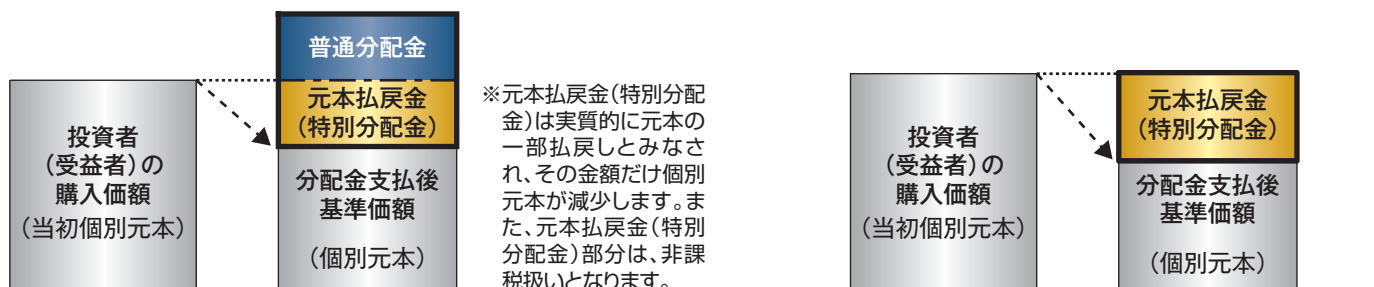 投資者
（受益者）の
購入価額
（当初個別元本）
普通分配金
元本払戻金
（特別分配金）
分配金支払後
基準価額
（個別元本）
※元本払戻金（特別分配
金）は実質的に元本の
一部払戻しとみなさ
れ、その金額だけ個別
元本が減少します。ま
た、元本払戻金（特別
分配金）部分は、非課
税扱いとなります。
投資者
（受益者）の
購入価額
（当初個別元本）
元本払戻金
（特別分配金）
分配金支払後
基準価額
（個別元本）